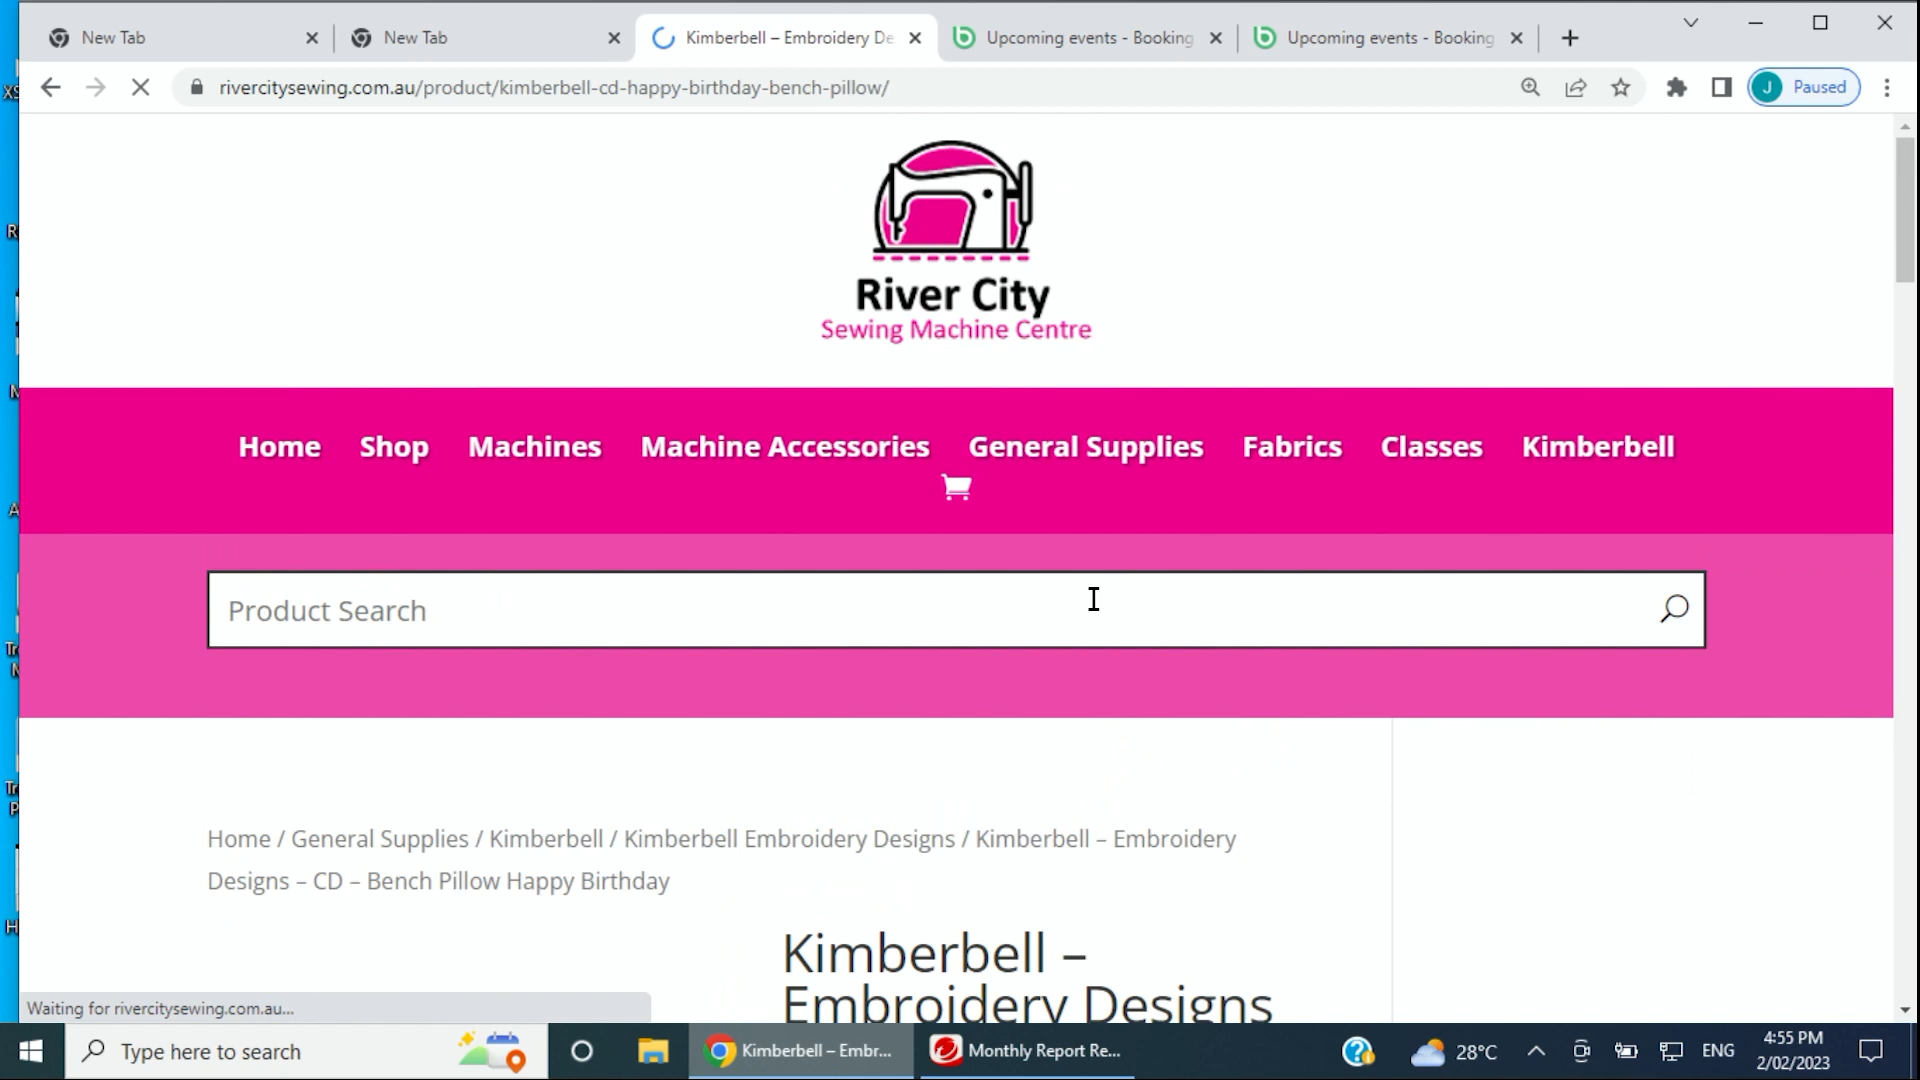 New Tab
New Tab
Kimberbell – Embroidery De
Upcoming events - Booking
Upcoming events - Booking
rivercitysewing.com.au/product/kimberbell-cd-happy-birthday-bench-pillow/
J Paused
River City
Sewing Machine Centre
Home Shop Machines Machine Accessories General Supplies Fabrics Classes Kimberbell
Product Search
Home / General Supplies / Kimberbell / Kimberbell Embroidery Designs / Kimberbell – Embroidery
Designs – CD – Bench Pillow Happy Birthday
Kimberbell –
Embroidery Designs
Waiting for rivercitysewing.com.au...
Type here to search
Kimberbell – Embr...
Monthly Report Re...
28°C
ENG
4:55 PM
2/02/2023